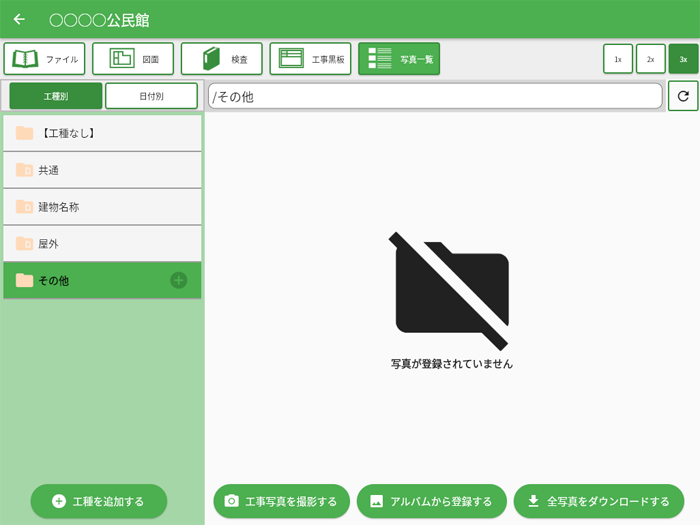 〇〇〇〇公民館
ファイル
図面
検査
工事黒板
写真一覧
1x
2x
3x
工種別
日付別
/その他
【工種なし】
共通
建物名称
屋外
その他
写真が登録されていません
工種を追加する
工事写真を撮影する
アルバムから登録する
全写真をダウンロードする